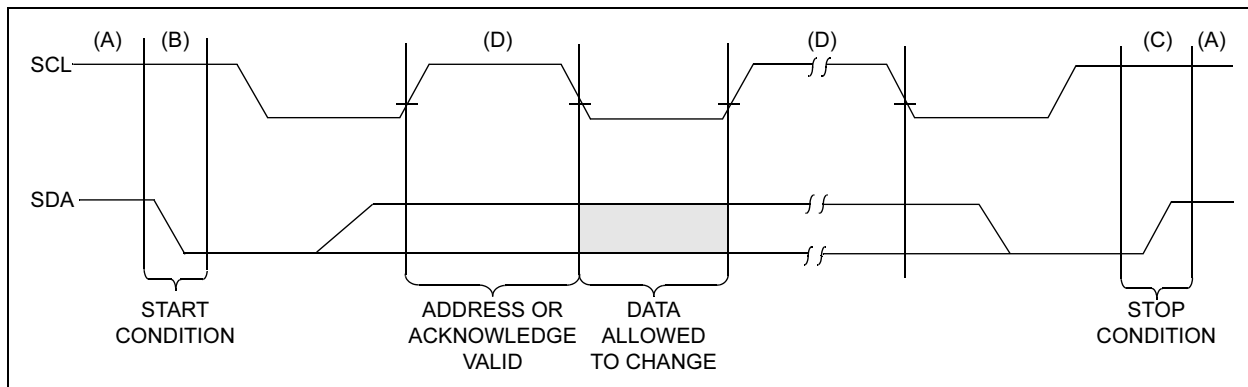 (A) (B) (D) (D) (C) (A)
SCL
SDA
START
CONDITION
ADDRESS OR
ACKNOWLEDGE
VALID
DATA
ALLOWED
TO CHANGE
STOP
CONDITION